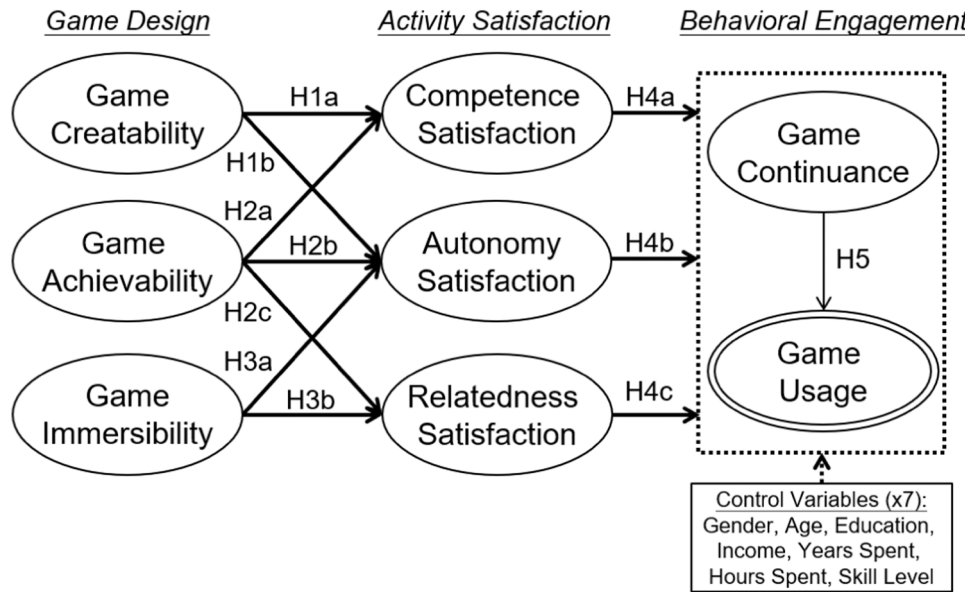 Game Design
Activity Satisfaction
Behavioral Engagement
Game
Creatability
H1a
Competence
Satisfaction
H4a
Game
Continuance
H1b
H2a
Game
Achievability
H2b
Autonomy
Satisfaction
H4b
H5
H2c
H3a
Game
Immersibility
H3b
Relatedness
Satisfaction
H4c
Game
Usage
Control Variables (x7):
Gender, Age, Education,
Income, Years Spent,
Hours Spent, Skill Level